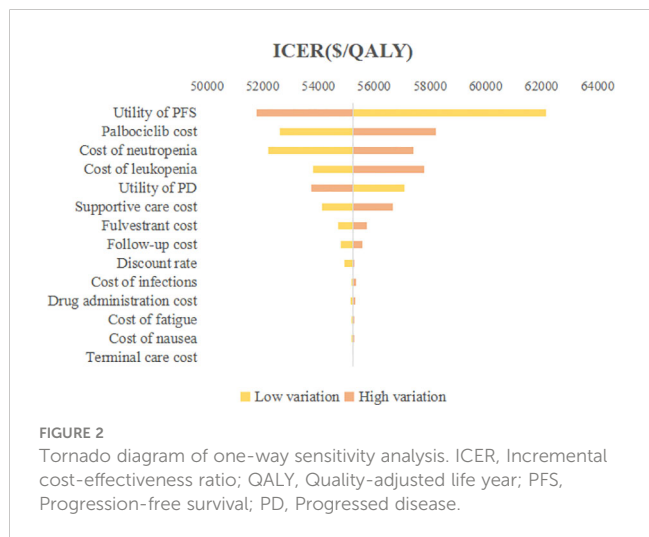 ICER($/QALY)
50000 52000 54000 56000 58000 60000 62000 64000
Utility of PFS
Palbociclib cost
Cost of neutropenia
Cost of leukopenia
Utility of PD
Supportive care cost
Fulvestrant cost
Follow-up cost
Discount rate
Cost of infections
Drug administration cost
Cost of fatigue
Cost of nausea
Terminal care cost
Low variation High variation
FIGURE 2
Tornado diagram of one-way sensitivity analysis. ICER, Incremental
cost-effectiveness ratio; QALY, Quality-adjusted life year; PFS,
Progression-free survival; PD, Progressed disease.